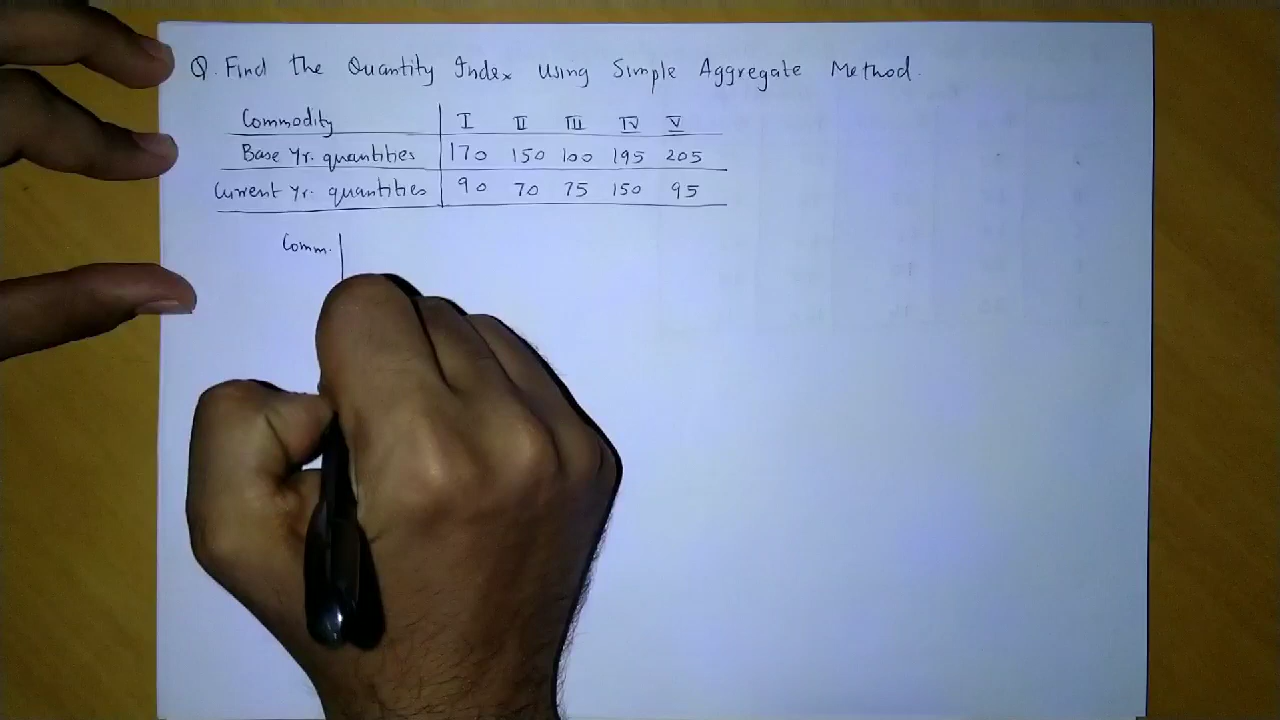 Q. Find the Quantity Index using Simple Aggregate Method.
Commodity I II III IV V
Base Yr. quantities 170 150 100 195 205
Current Yr. quantities 90 70 75 150 95
Comm.